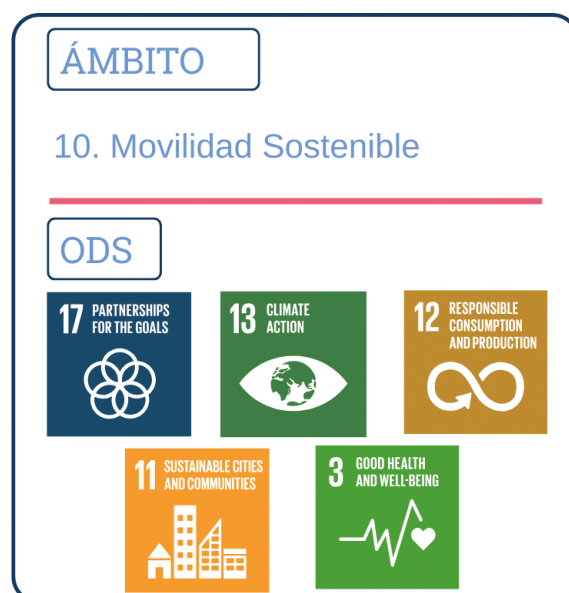 ÁMBITO
10. Movilidad Sostenible
ODS
17 PARTNERSHIPS
FOR THE GOALS
13 CLIMATE
ACTION
12 RESPONSIBLE
CONSUMPTION
AND PRODUCTION
11 SUSTAINABLE CITIES
AND COMMUNITIES
3 GOOD HEALTH
AND WELL-BEING